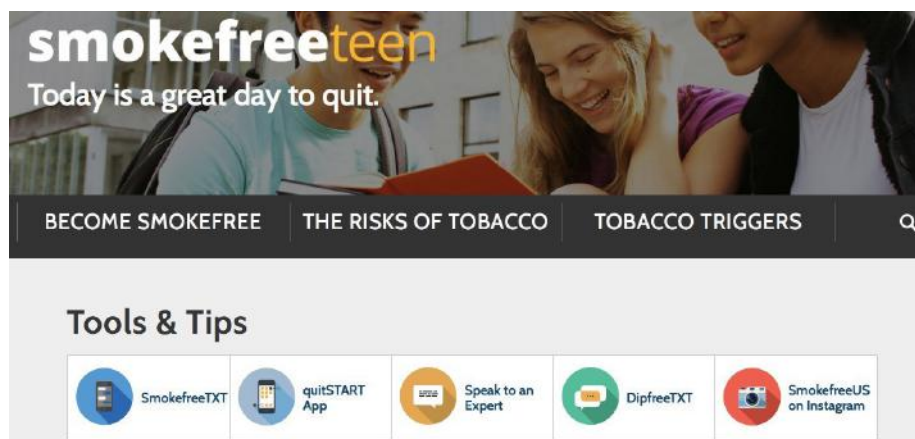 smokefreeteen
Today is a great day to quit.
BECOME SMOKEFREE
THE RISKS OF TOBACCO
TOBACCO TRIGGERS
Tools & Tips
SmokefreeTXT
quitSTART
App
Speak to an
Expert
DipfreeTXT
SmokefreeUS
on Instagram